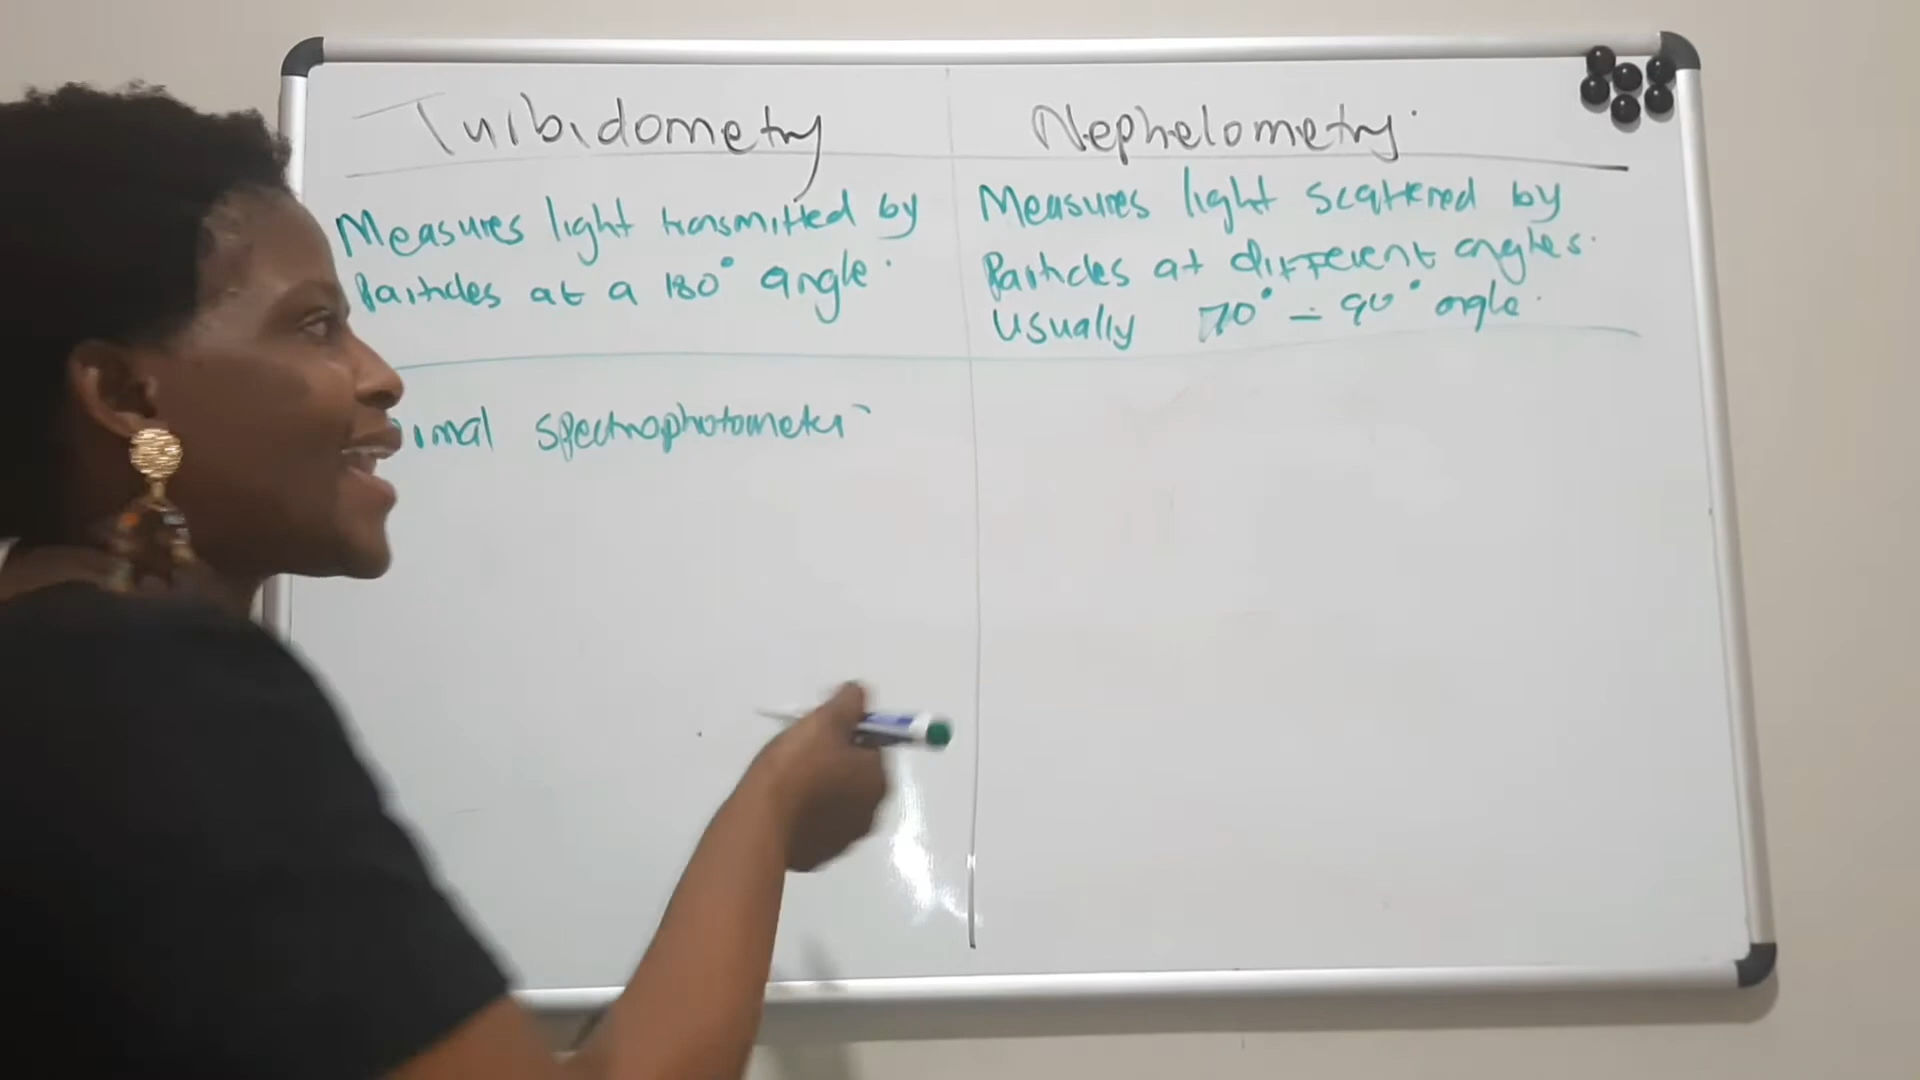 Turbidometry
Nephelometry.
Measures light transmitted by
Particles at a 180° angle.
Measures light scattered by
Particles at different angles.
Usually 70° - 90° angle.
spectrophotometer